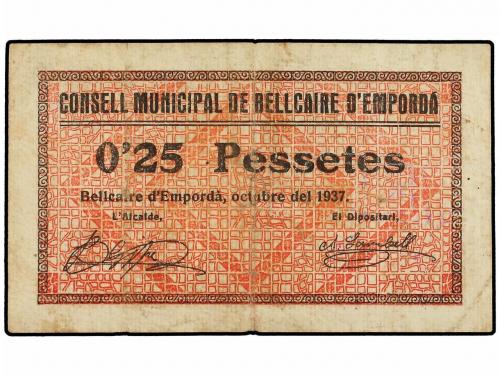 CONSELL MUNICIPAL DE BELLCAIRE D'EMPORDÀ
0'25 Pessetes
Bellcaire d'Empordà, octubre del 1937.
L'Alcalde, El Dipositari,